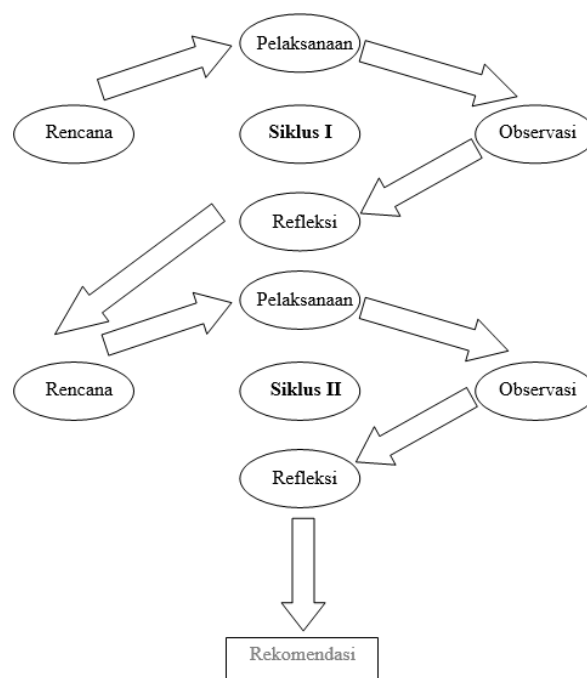 Pelaksanaan
Rencana
Siklus I
Observasi
Refleksi
Pelaksanaan
Rencana
Siklus II
Observasi
Refleksi
Rekomendasi